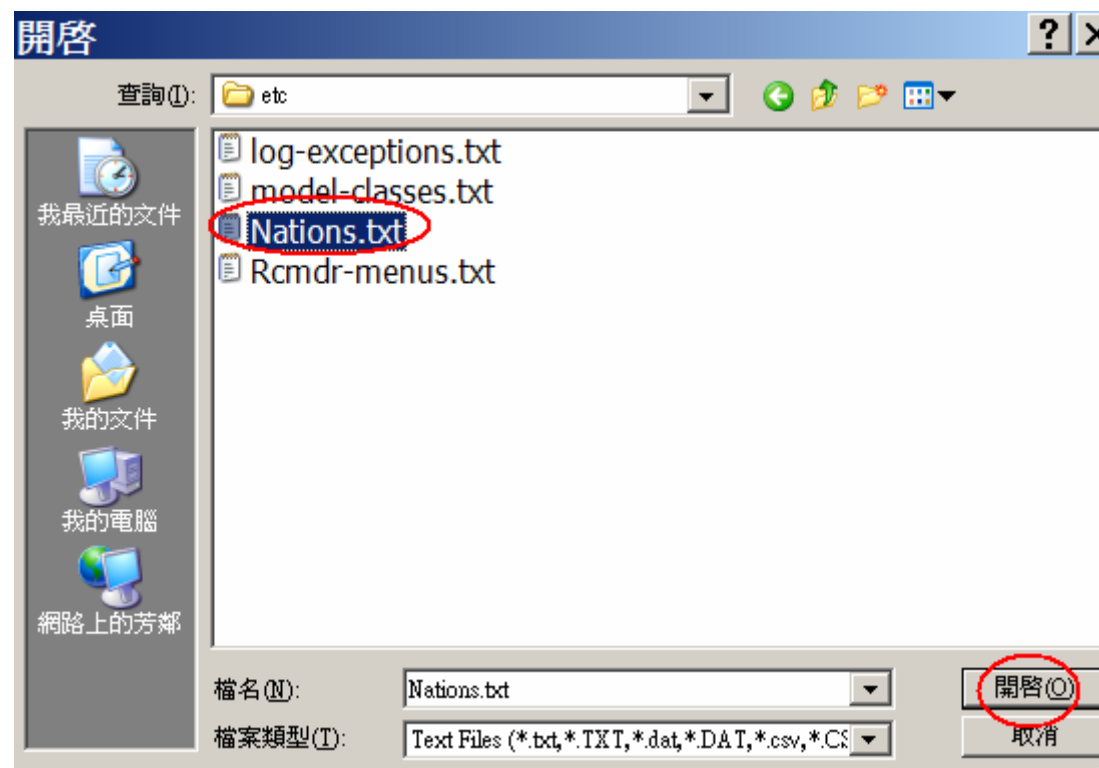 開啓
查詢(I):
etc
我最近的文件
桌面
我的文件
我的電腦
網路上的芳鄰
log-exceptions.txt
model-classes.txt
Nations.txt
Rcmdr-menus.txt
檔名(N):
Nations.txt
開啓(O)
檔案類型(T):
Text Files (*.txt,*.TXT,*.dat,*.DAT,*.csv,*.CS
取消